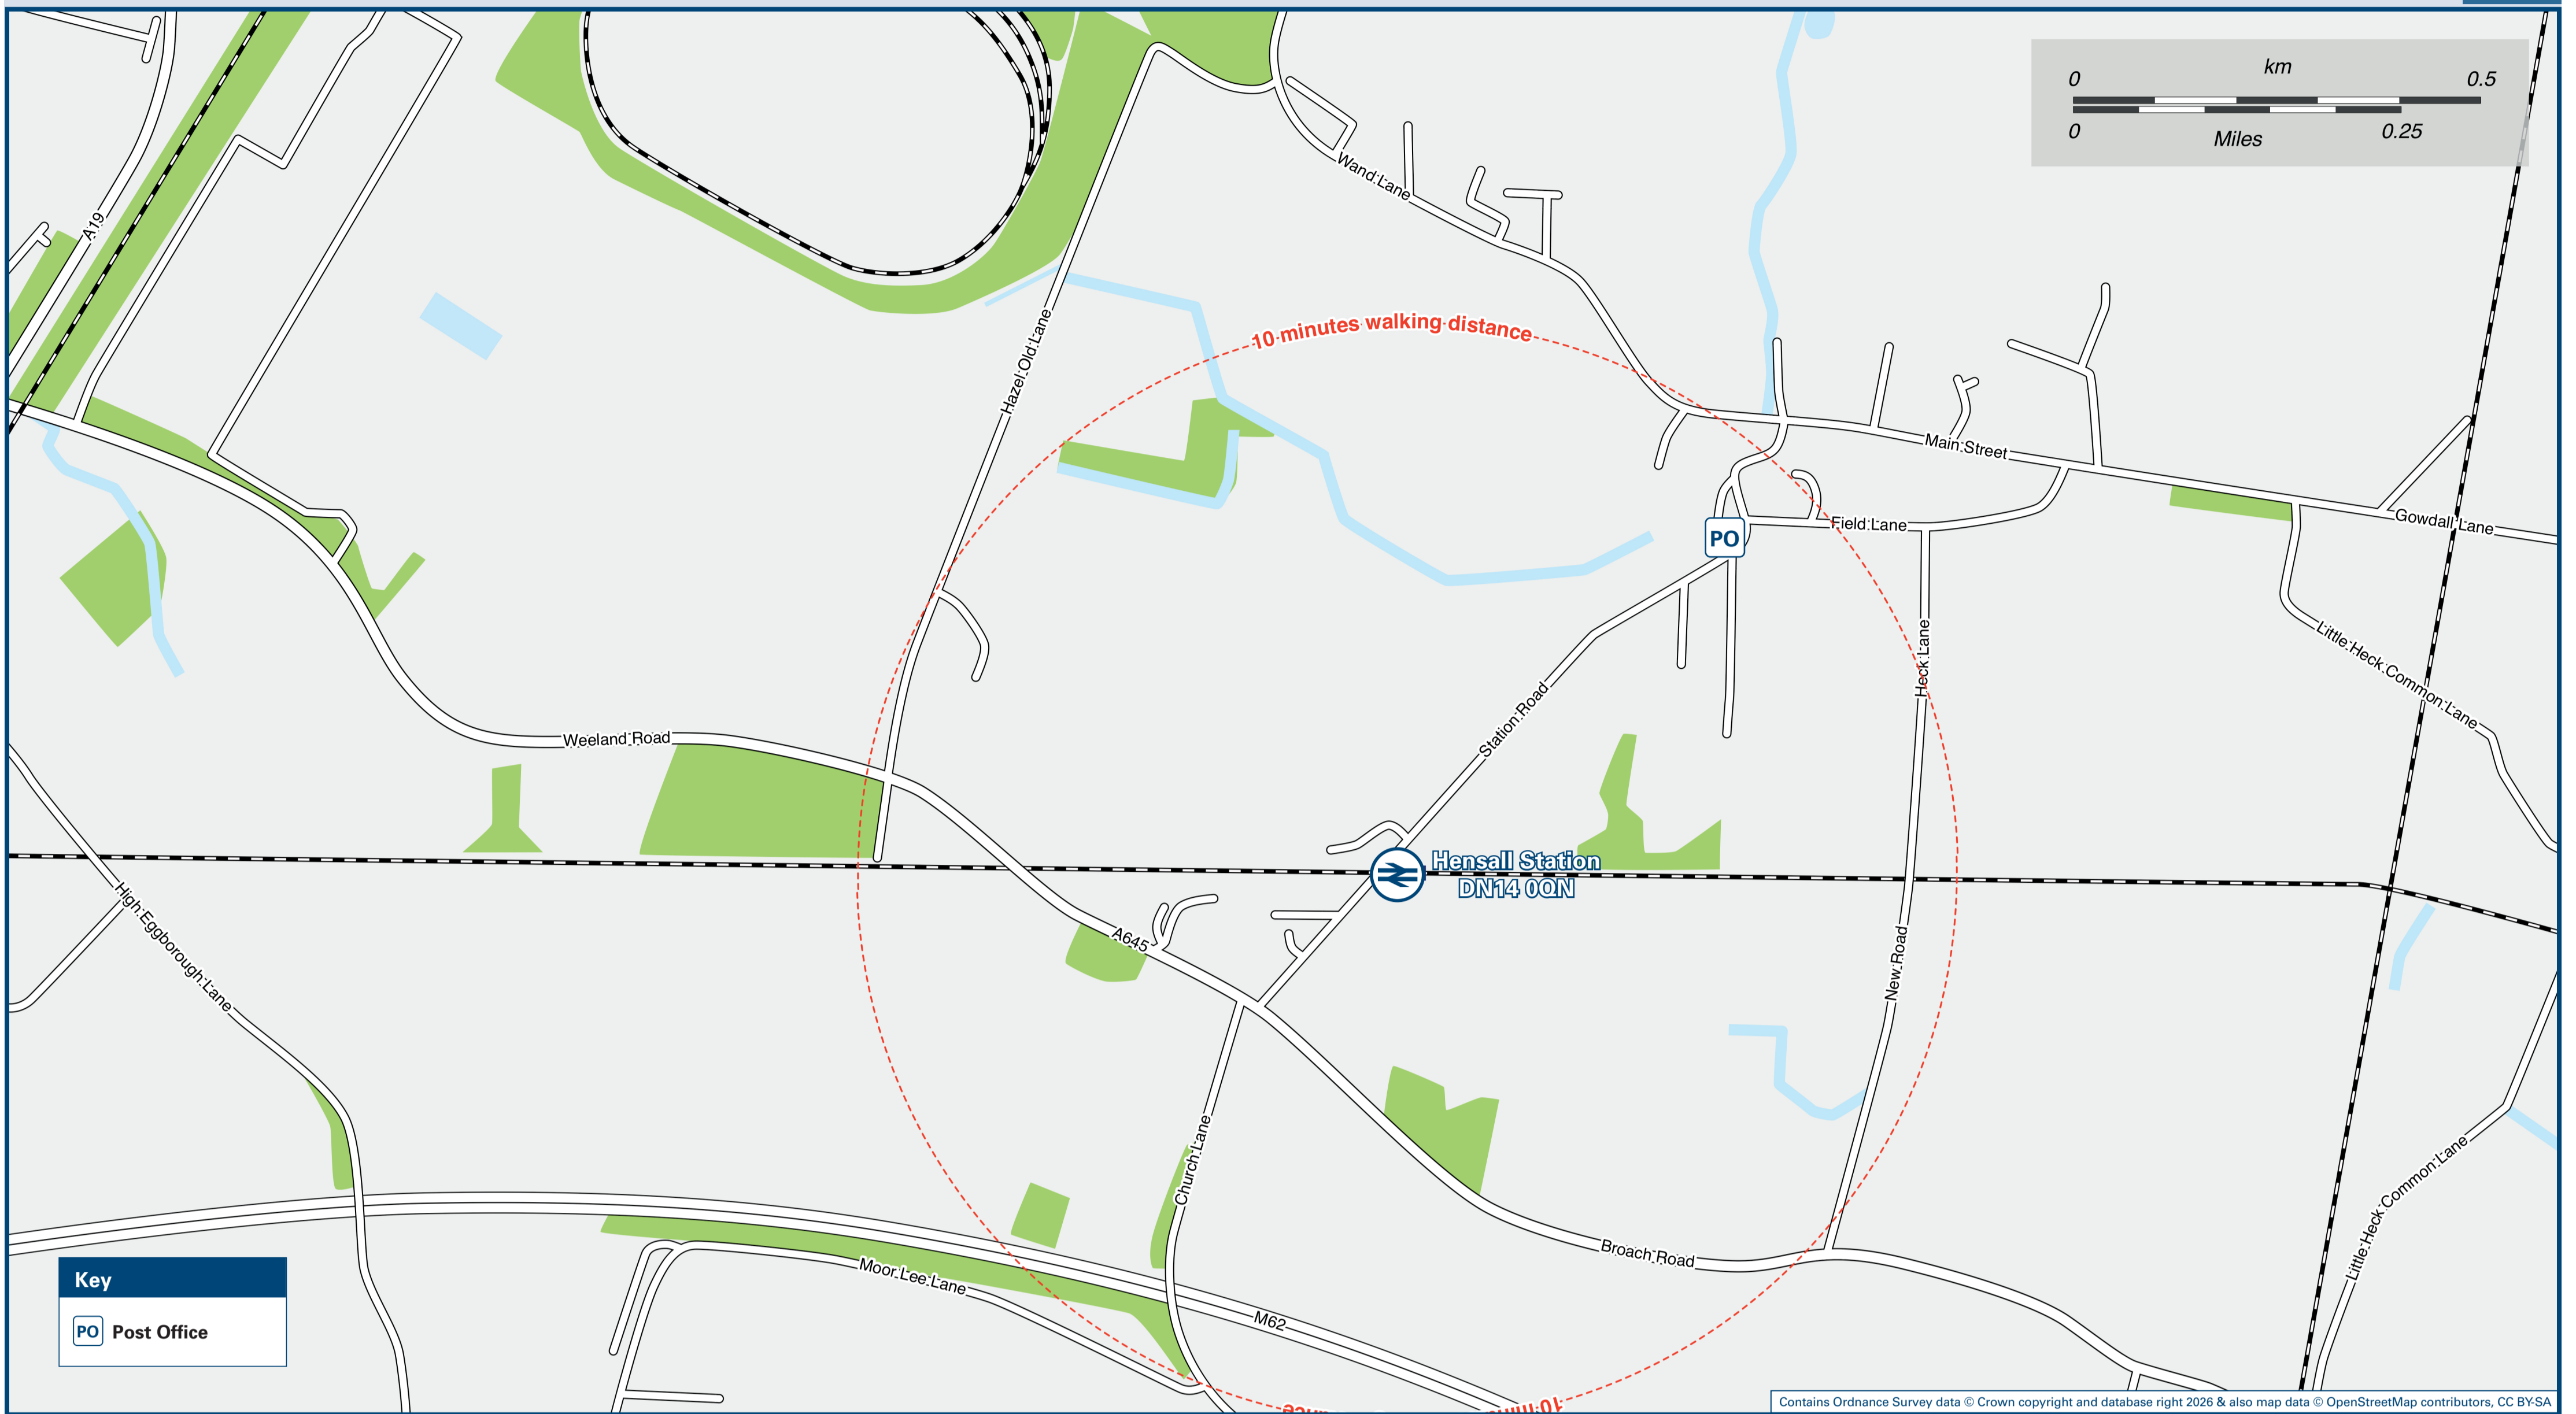 km
0 0.5
0 0.25
Miles
A19
Wand Lane
Hazel Old Lane
10 minutes walking distance
Main Street
Gowdall Lane
PO
Field Lane
Heck Lane
Little Heck Common Lane
Station Road
Weeland Road
Hensall Station
DN14 0QN
High Eggborough Lane
A645
New Road
Church Lane
Little Heck Common Lane
Broach Road
Moor Lee Lane
M62
Key
PO Post Office
Contains Ordnance Survey data © Crown copyright and database right 2026 & also map data © OpenStreetMap contributors, CC BY-SA